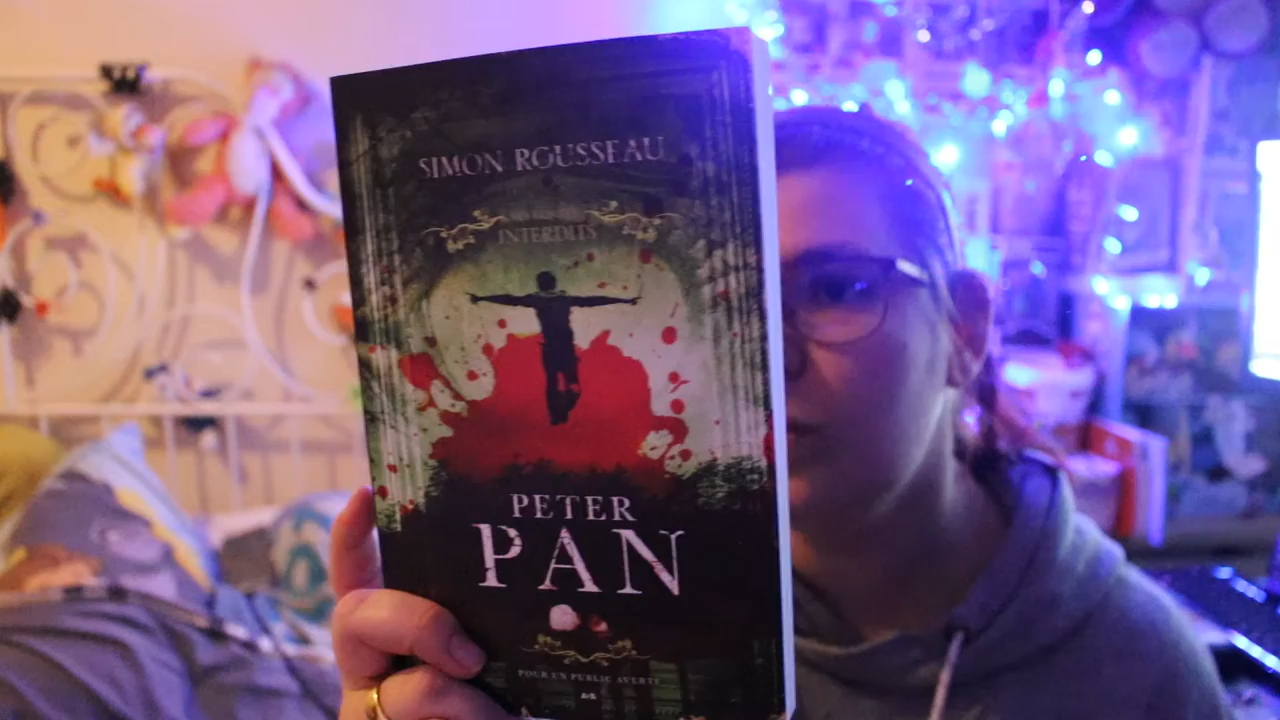 SIMON ROUSSEAU
INTERDITS
PETER
PAN
POUR UN PUBLIC AVERTI